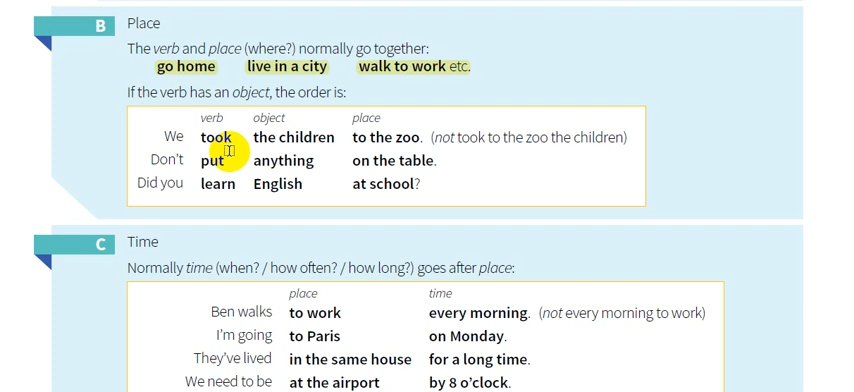 B Place
The verb and place (where?) normally go together:
go home live in a city walk to work etc.
If the verb has an object, the order is:
verb object place
We took the children to the zoo. (not took to the zoo the children)
Don't put anything on the table.
Did you learn English at school?
C Time
Normally time (when? / how often? / how long?) goes after place:
place time
Ben walks to work every morning. (not every morning to work)
I'm going to Paris on Monday.
They've lived in the same house for a long time.
We need to be at the airport by 8 o'clock.